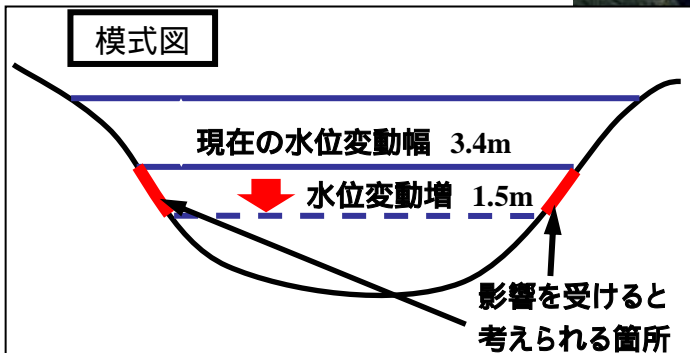 模式図
現在の水位変動幅 3.4m
水位変動増 1.5m
影響を受けると
考えられる箇所